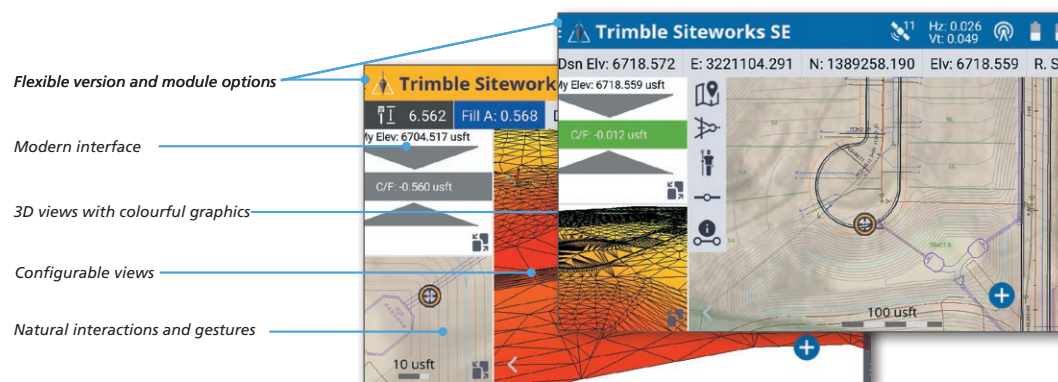 Flexible version and module options
Modern interface
3D views with colourful graphics
Configurable views
Natural interactions and gestures
Trimble Sitework
6.562 Fill A: 0.568
My Elev: 6704.517 usft
C/F: -0.560 usft
10 usft
Trimble Siteworks SE
11 Hz: 0.026
Vt: 0.049
Dsn Elv: 6718.572 E: 3221104.291 N: 1389258.190 Elv: 6718.559 R. S
My Elev: 6718.559 usft
C/F: -0.012 usft
TRACT B
100 usft